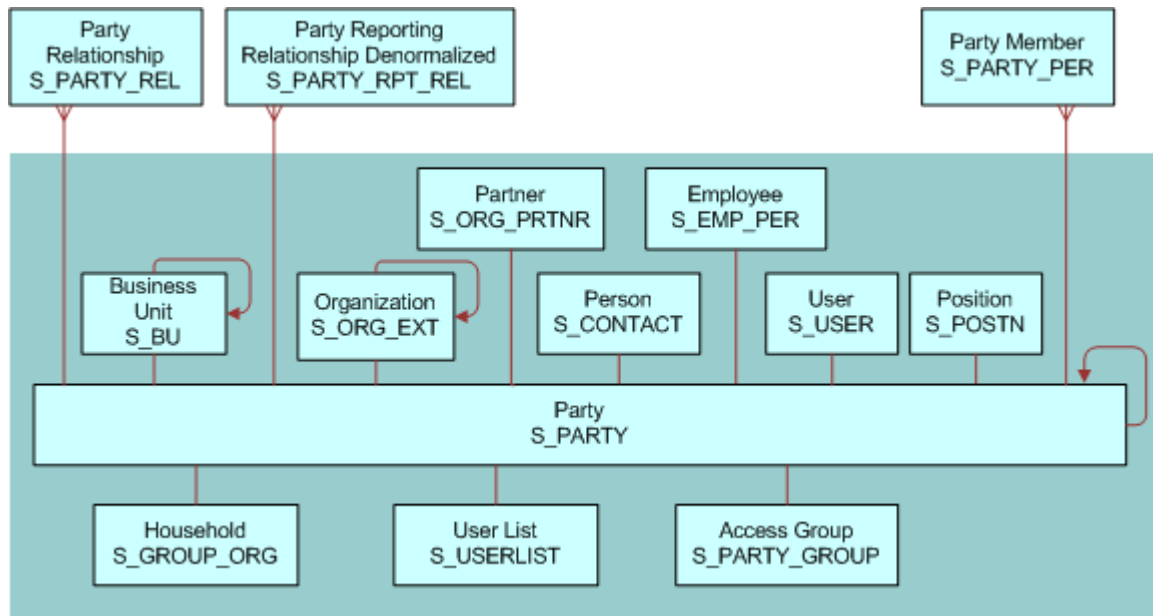 Party
Relationship
S_PARTY_REL
Party Reporting
Relationship Denormalized
S_PARTY_RPT_REL
Party Member
S_PARTY_PER
Partner
S_ORG_PRTNR
Employee
S_EMP_PER
Business
Unit
S_BU
Organization
S_ORG_EXT
Person
S_CONTACT
User
S_USER
Position
S_POSTN
Party
S_PARTY
Household
S_GROUP_ORG
User List
S_USERLIST
Access Group
S_PARTY_GROUP